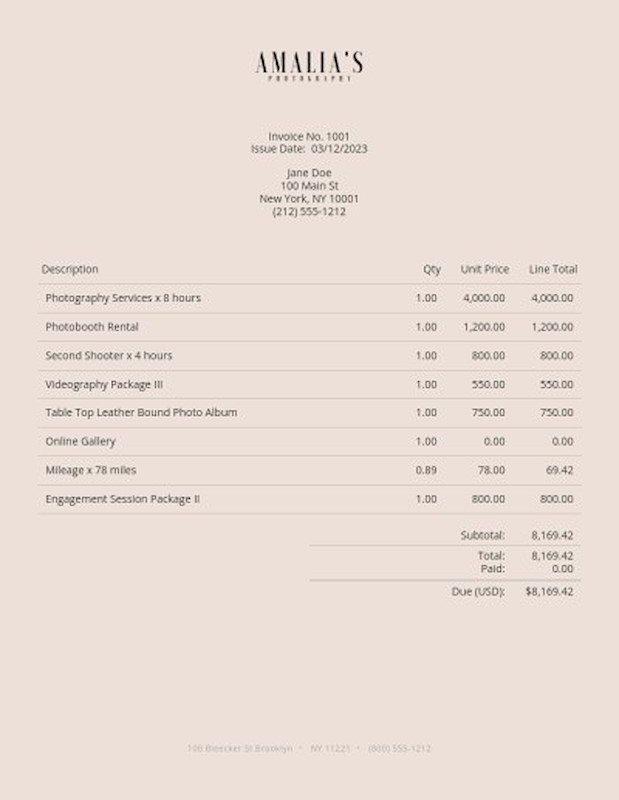 AMALIA'S
PHOTOGRAPHY
Invoice No. 1001
Issue Date: 03/12/2023
Jane Doe
100 Main St
New York, NY 10001
(212) 555-1212
Description Qty Unit Price Line Total
Photography Services x 8 hours 1.00 4,000.00 4,000.00
Photobooth Rental 1.00 1,200.00 1,200.00
Second Shooter x 4 hours 1.00 800.00 800.00
Videography Package III 1.00 550.00 550.00
Table Top Leather Bound Photo Album 1.00 750.00 750.00
Online Gallery 1.00 0.00 0.00
Mileage x 78 miles 0.89 78.00 69.42
Engagement Session Package II 1.00 800.00 800.00
Subtotal: 8,169.42
Total: 8,169.42
Paid: 0.00
Due (USD): $8,169.42
100 Bleecker St Brooklyn • NY 11221 • (800) 555-1212